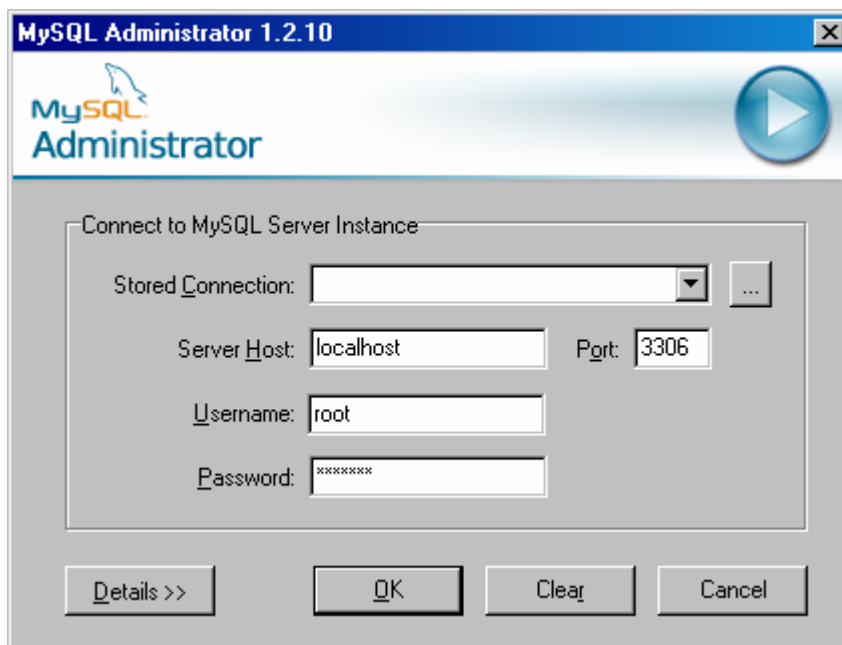 MySQL Administrator 1.2.10
MySQL
Administrator
Connect to MySQL Server Instance
Stored Connection:
...
Server Host: localhost Port: 3306
Username: root
Password: *******
Details >> OK Clear Cancel